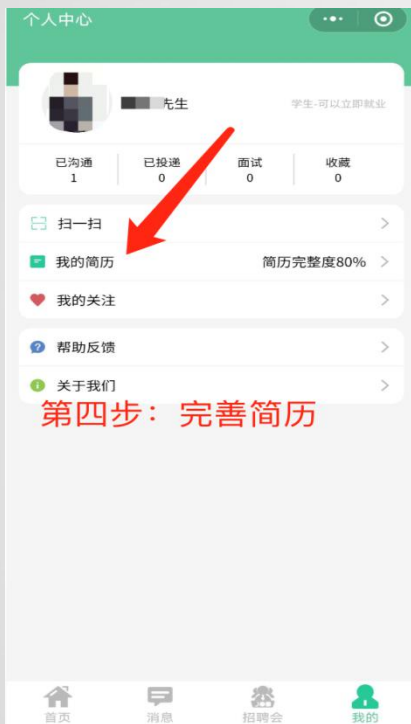 个人中心
先生
学生-可以立即就业
已沟通 已投递 面试 收藏
1 0 0 0
扫一扫
我的简历 简历完整度80%
我的关注
帮助反馈
关于我们
第四步：完善简历
首页 消息 招聘会 我的